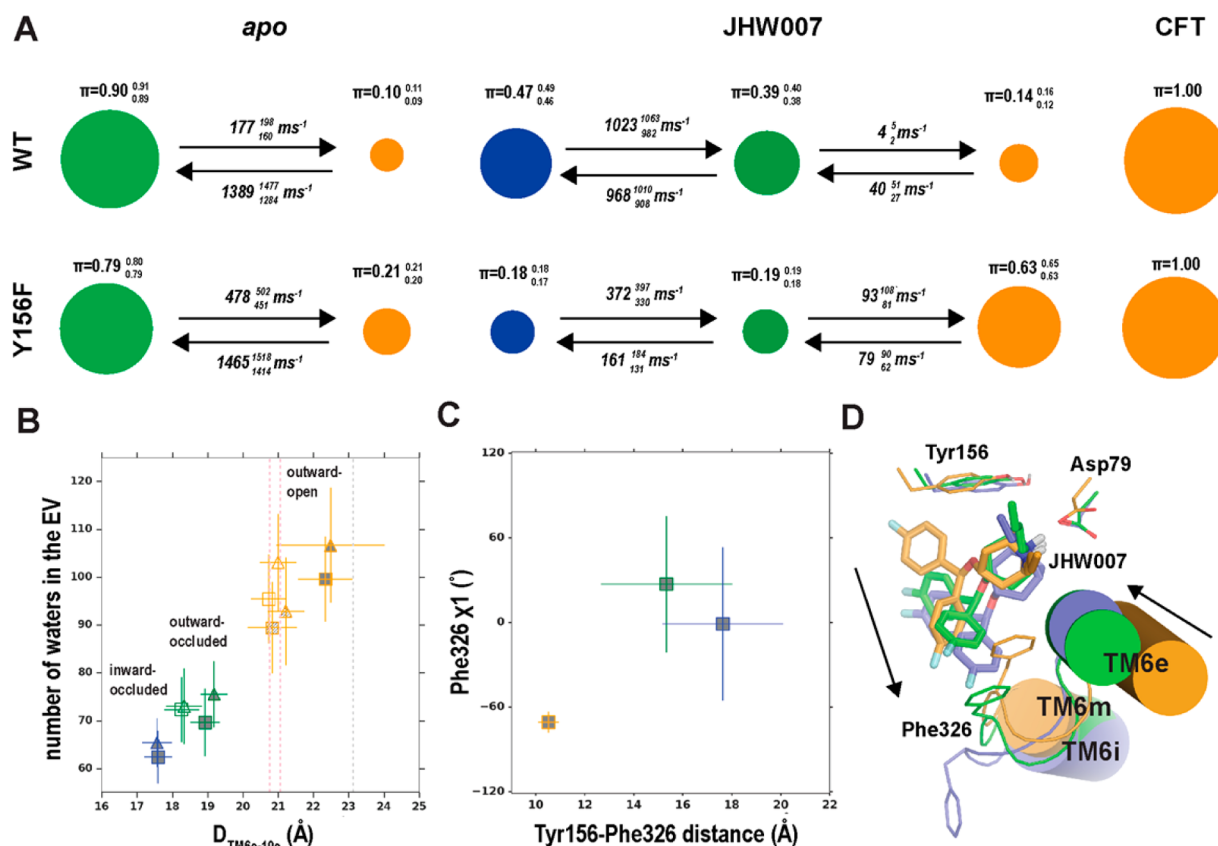 A
apo
JHW007
CFT
WT
π=0.90 0.91 0.89
177 198 160 ms-1
1389 1477 1284 ms-1
π=0.10 0.11 0.09
π=0.47 0.49 0.46
1023 1063 982 ms-1
968 1010 908 ms-1
π=0.39 0.40 0.38
4 5 2 ms-1
40 51 27 ms-1
π=0.14 0.16 0.12
π=1.00
Y156F
π=0.79 0.80 0.79
478 502 451 ms-1
1465 1518 1414 ms-1
π=0.21 0.21 0.20
π=0.18 0.18 0.17
372 397 330 ms-1
161 184 131 ms-1
π=0.19 0.19 0.18
93 108 81 ms-1
79 90 62 ms-1
π=0.63 0.65 0.63
π=1.00
B
number of waters in the EV
120
110
100
90
80
70
60
outward-
open
outward-
occluded
inward-
occluded
16 17 18 19 20 21 22 23 24 25
D TM6e-10e (Å)
C
Phe326 χ1 (°)
120
60
0
−60
−120
10 12 14 16 18 20 22
Tyr156-Phe326 distance (Å)
D
Tyr156
Asp79
JHW007
TM6e
TM6m
TM6i
Phe326